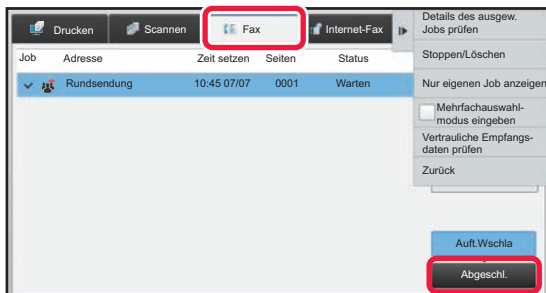 Drucken
Scannen
Fax
Internet-Fax
Job Adresse Zeit setzen Seiten Status
Rundsendung 10:45 07/07 0001 Warten
Details des ausgew.
Jobs prüfen
Stoppen/Löschen
Nur eigenen Job anzeigen
Mehrfachauswahl-
modus eingeben
Vertrauliche Empfangs-
daten prüfen
Zurück
Auft.Wschla
Abgeschl.